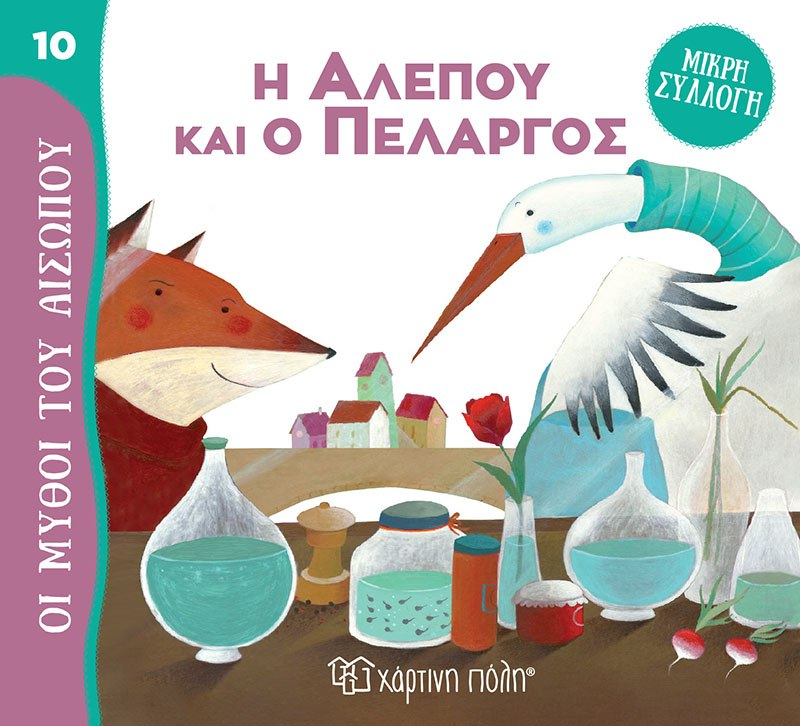 10
Η ΑΛΕΠΟΥ
ΚΑΙ Ο ΠΕΛΑΡΓΟΣ
ΜΙΚΡΗ
ΣΥΛΛΟΓΗ
ΟΙ ΜΥΘΟΙ ΤΟΥ ΑΙΣΩΠΟΥ
χάρτινη πόλη®